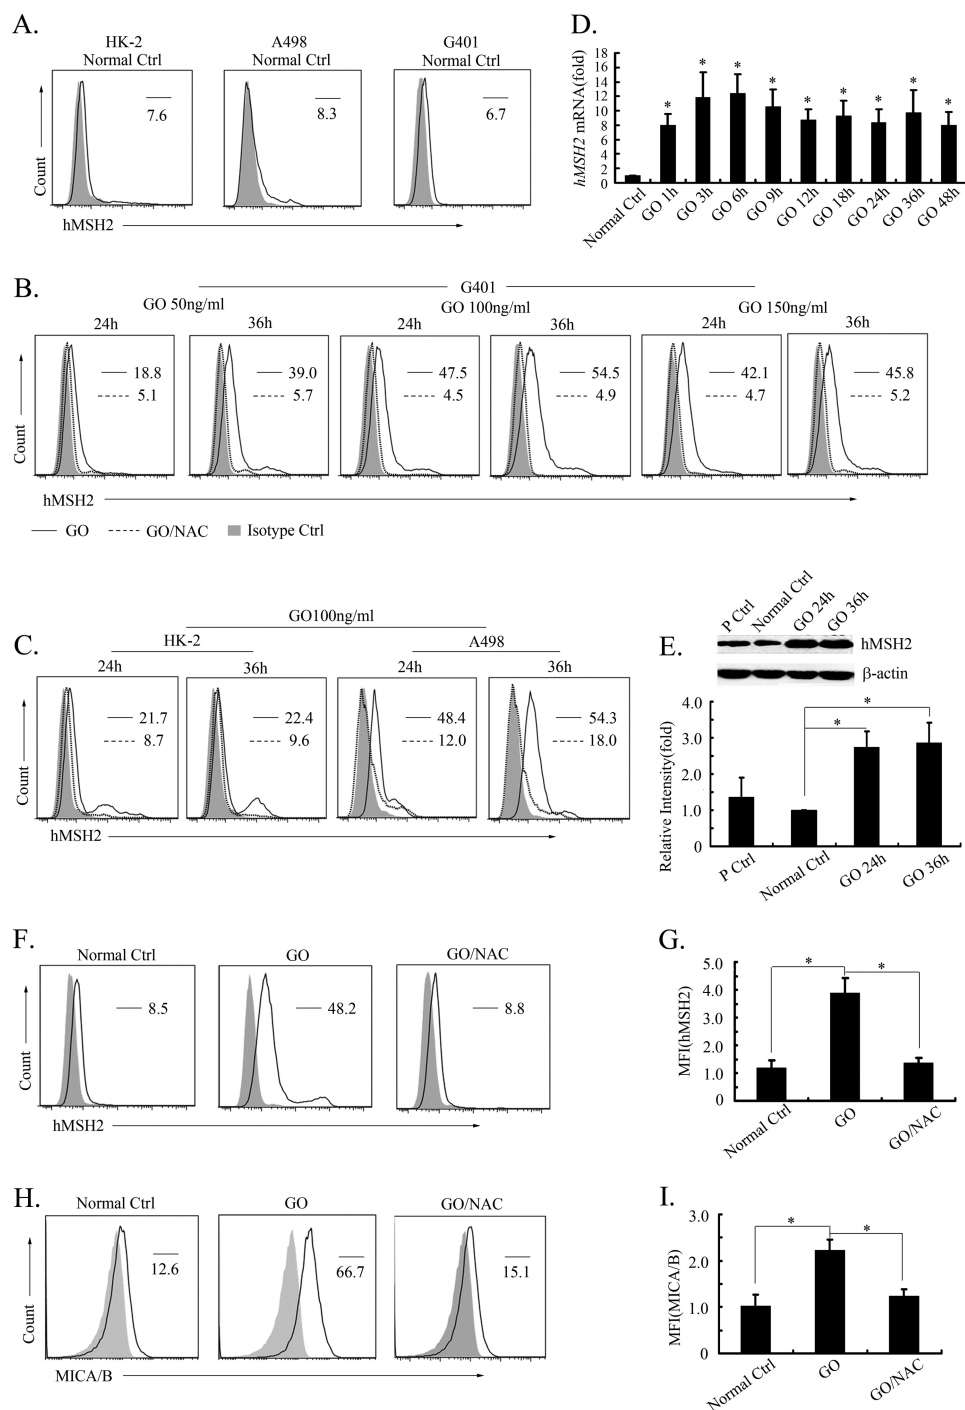 A.
HK-2
Normal Ctrl
A498
Normal Ctrl
G401
Normal Ctrl
7.6
8.3
6.7
Count
hMSH2
D.
hMSH2 mRNA(fold)
18
16
14
12
10
8
6
4
2
0
* * * * * * * * *
Normal Ctrl
GO 1h
GO 3h
GO 6h
GO 9h
GO 12h
GO 18h
GO 24h
GO 36h
GO 48h
B.
G401
GO 50ng/ml
GO 100ng/ml
GO 150ng/ml
24h
36h
24h
36h
24h
36h
18.8
5.1
39.0
5.7
47.5
4.5
54.5
4.9
42.1
4.7
45.8
5.2
Count
hMSH2
GO
GO/NAC
Isotype Ctrl
C.
GO100ng/ml
HK-2
A498
24h
36h
24h
36h
21.7
8.7
22.4
9.6
48.4
12.0
54.3
18.0
Count
hMSH2
E.
P Ctrl
Normal Ctrl
GO 24h
GO 36h
hMSH2
β-actin
Relative Intensity(fold)
4.0
3.0
2.0
1.0
0
*
*
P Ctrl
Normal Ctrl
GO 24h
GO 36h
F.
Normal Ctrl
GO
GO/NAC
8.5
48.2
8.8
Count
hMSH2
G.
MFI(hMSH2)
5.0
4.0
3.0
2.0
1.0
0
* *
Normal Ctrl
GO
GO/NAC
H.
Normal Ctrl
GO
GO/NAC
12.6
66.7
15.1
Count
MICA/B
I.
MFI(MICA/B)
3.0
2.0
1.0
0
* *
Normal Ctrl
GO
GO/NAC